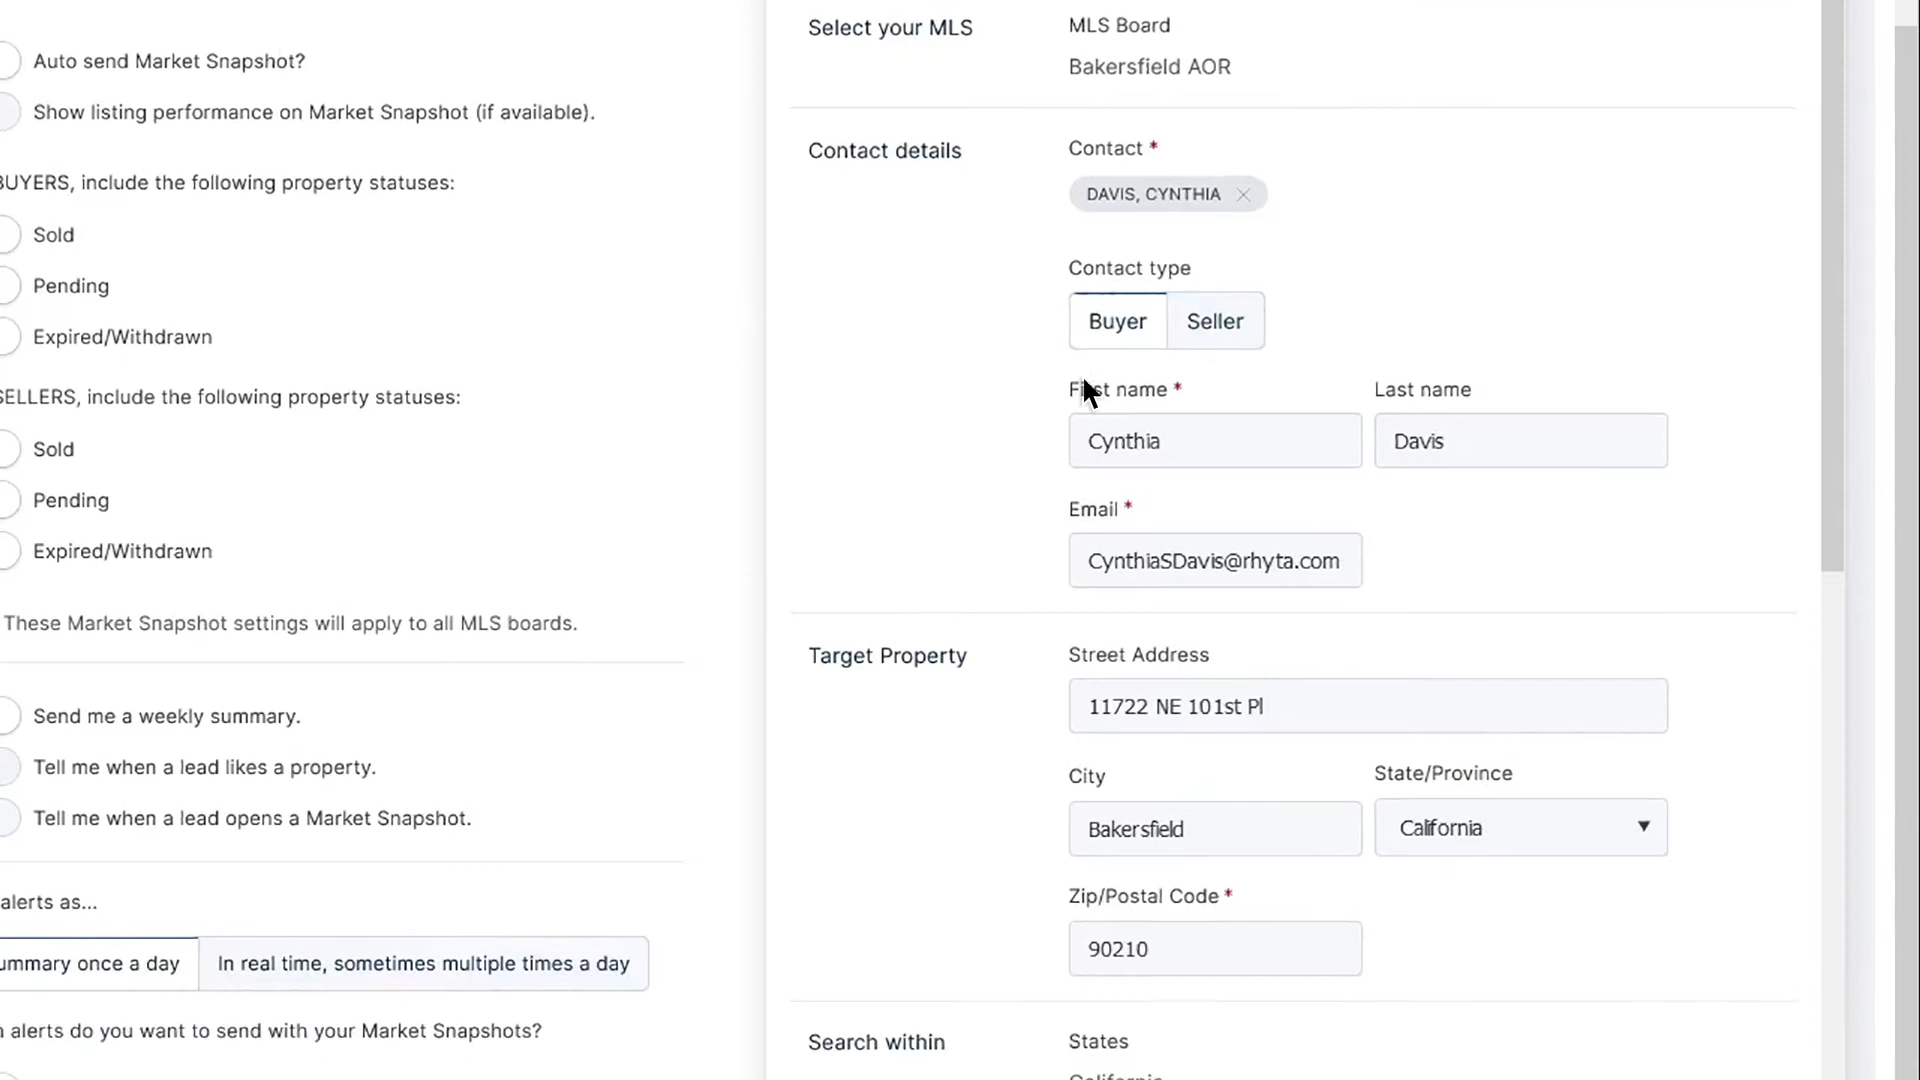 Auto send Market Snapshot?
Show listing performance on Market Snapshot (if available).
BUYERS, include the following property statuses:
Sold
Pending
Expired/Withdrawn
SELLERS, include the following property statuses:
Sold
Pending
Expired/Withdrawn
These Market Snapshot settings will apply to all MLS boards.
Send me a weekly summary.
Tell me when a lead likes a property.
Tell me when a lead opens a Market Snapshot.
alerts as...
ummary once a day
In real time, sometimes multiple times a day
alerts do you want to send with your Market Snapshots?
Select your MLS
MLS Board
Bakersfield AOR
Contact details
Contact *
DAVIS, CYNTHIA
Contact type
Buyer
Seller
First name *
Last name
Cynthia
Davis
Email *
CynthiaSDavis@rhyta.com
Target Property
Street Address
11722 NE 101st Pl
City
State/Province
Bakersfield
California
Zip/Postal Code *
90210
Search within
States
California